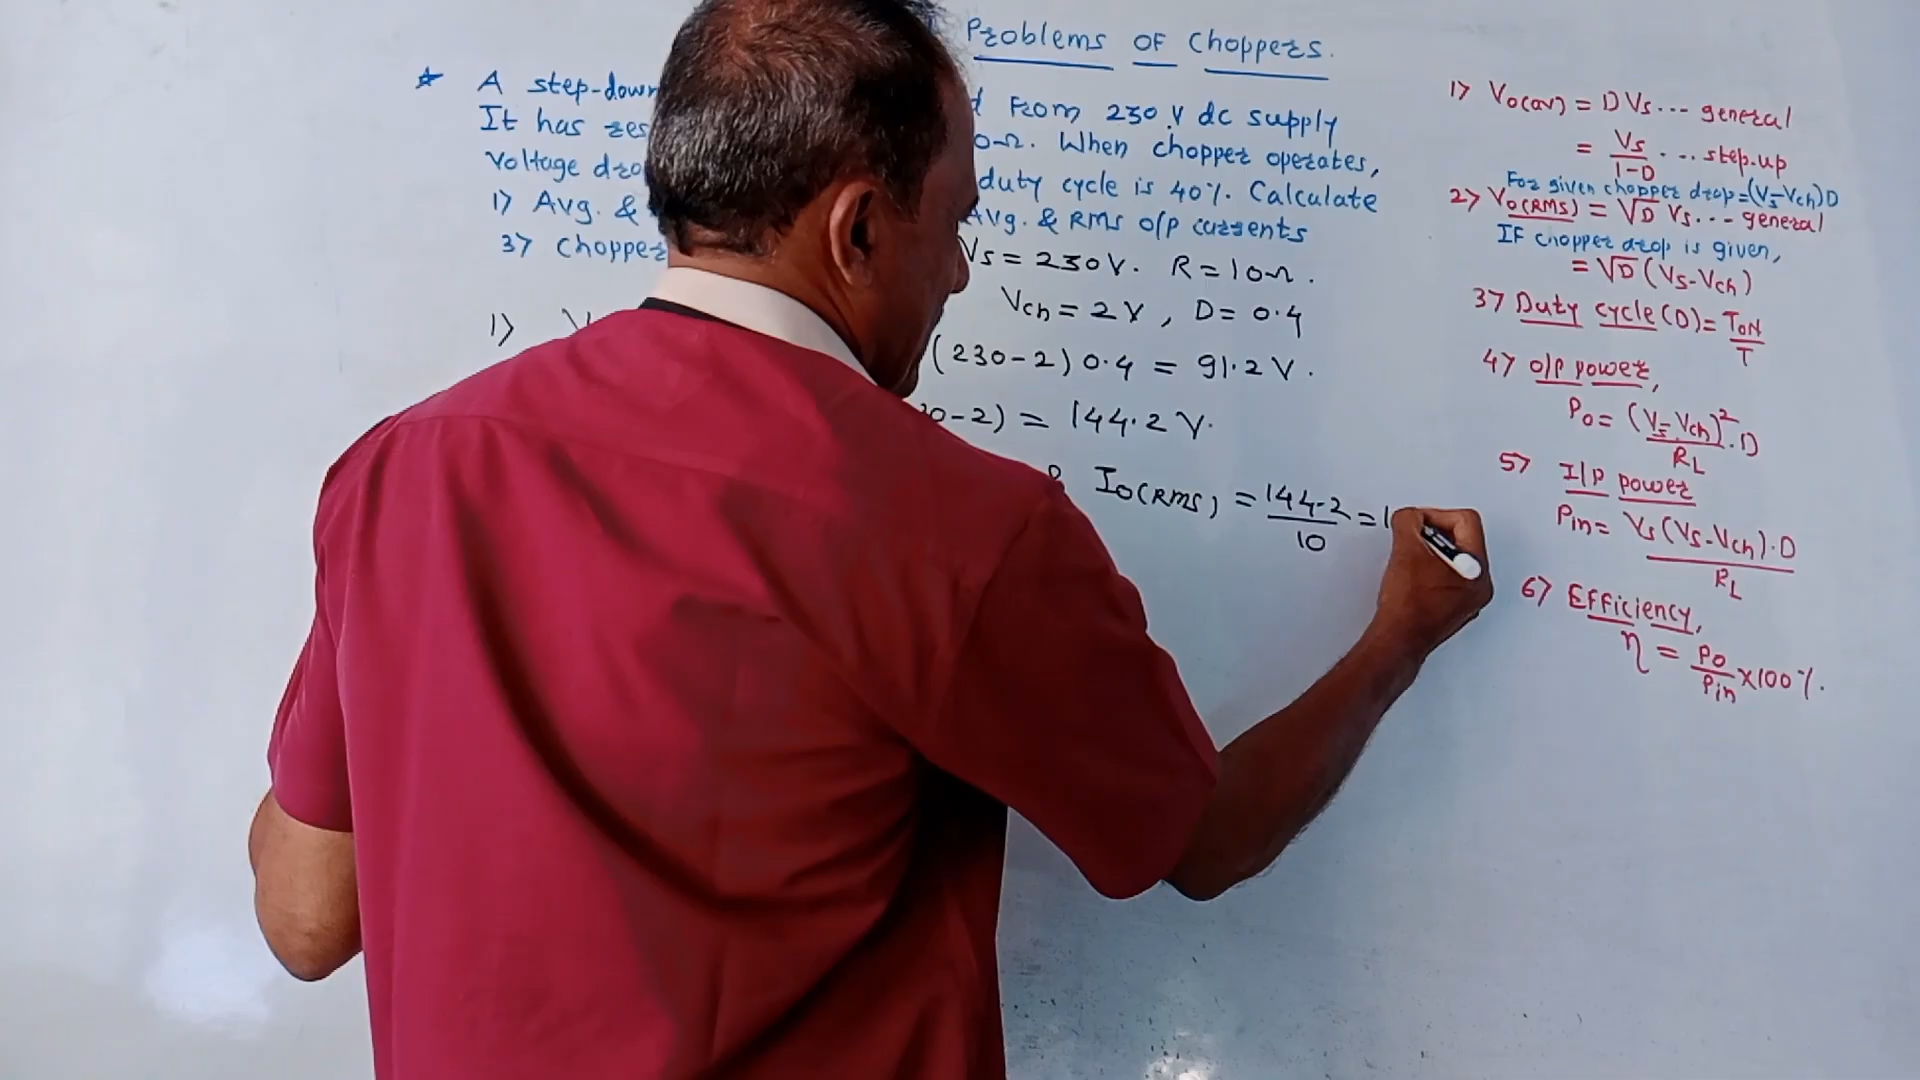 Problems OF Choppers.
* A step-down From 230 V dc supply
It has res 10Ω. When chopper operates,
Voltage dro duty cycle is 40%. Calculate
1) Avg. & Avg. & RMS o/p currents
3) Chopper
Vs = 230V. R = 10Ω.
Vch = 2V, D = 0.4
1) V (230-2) 0.4 = 91.2 V.
30-2) = 144.2 V.
& Io(RMS) = 144.2/10 = 1
1) Vo(av) = D Vs ... general
= Vs/1-D ... step-up
For given chopper drop = (Vs-Vch) D
2) Vo(RMS) = √D Vs ... general
IF chopper drop is given,
= √D (Vs-Vch)
3) Duty cycle (D) = TON/T
4) O/P power,
Po = (Vs-Vch)²/RL . D
5) I/P power
Pin = Vs(Vs-Vch).D/RL
6) Efficiency,
η = Po/Pin × 100%.